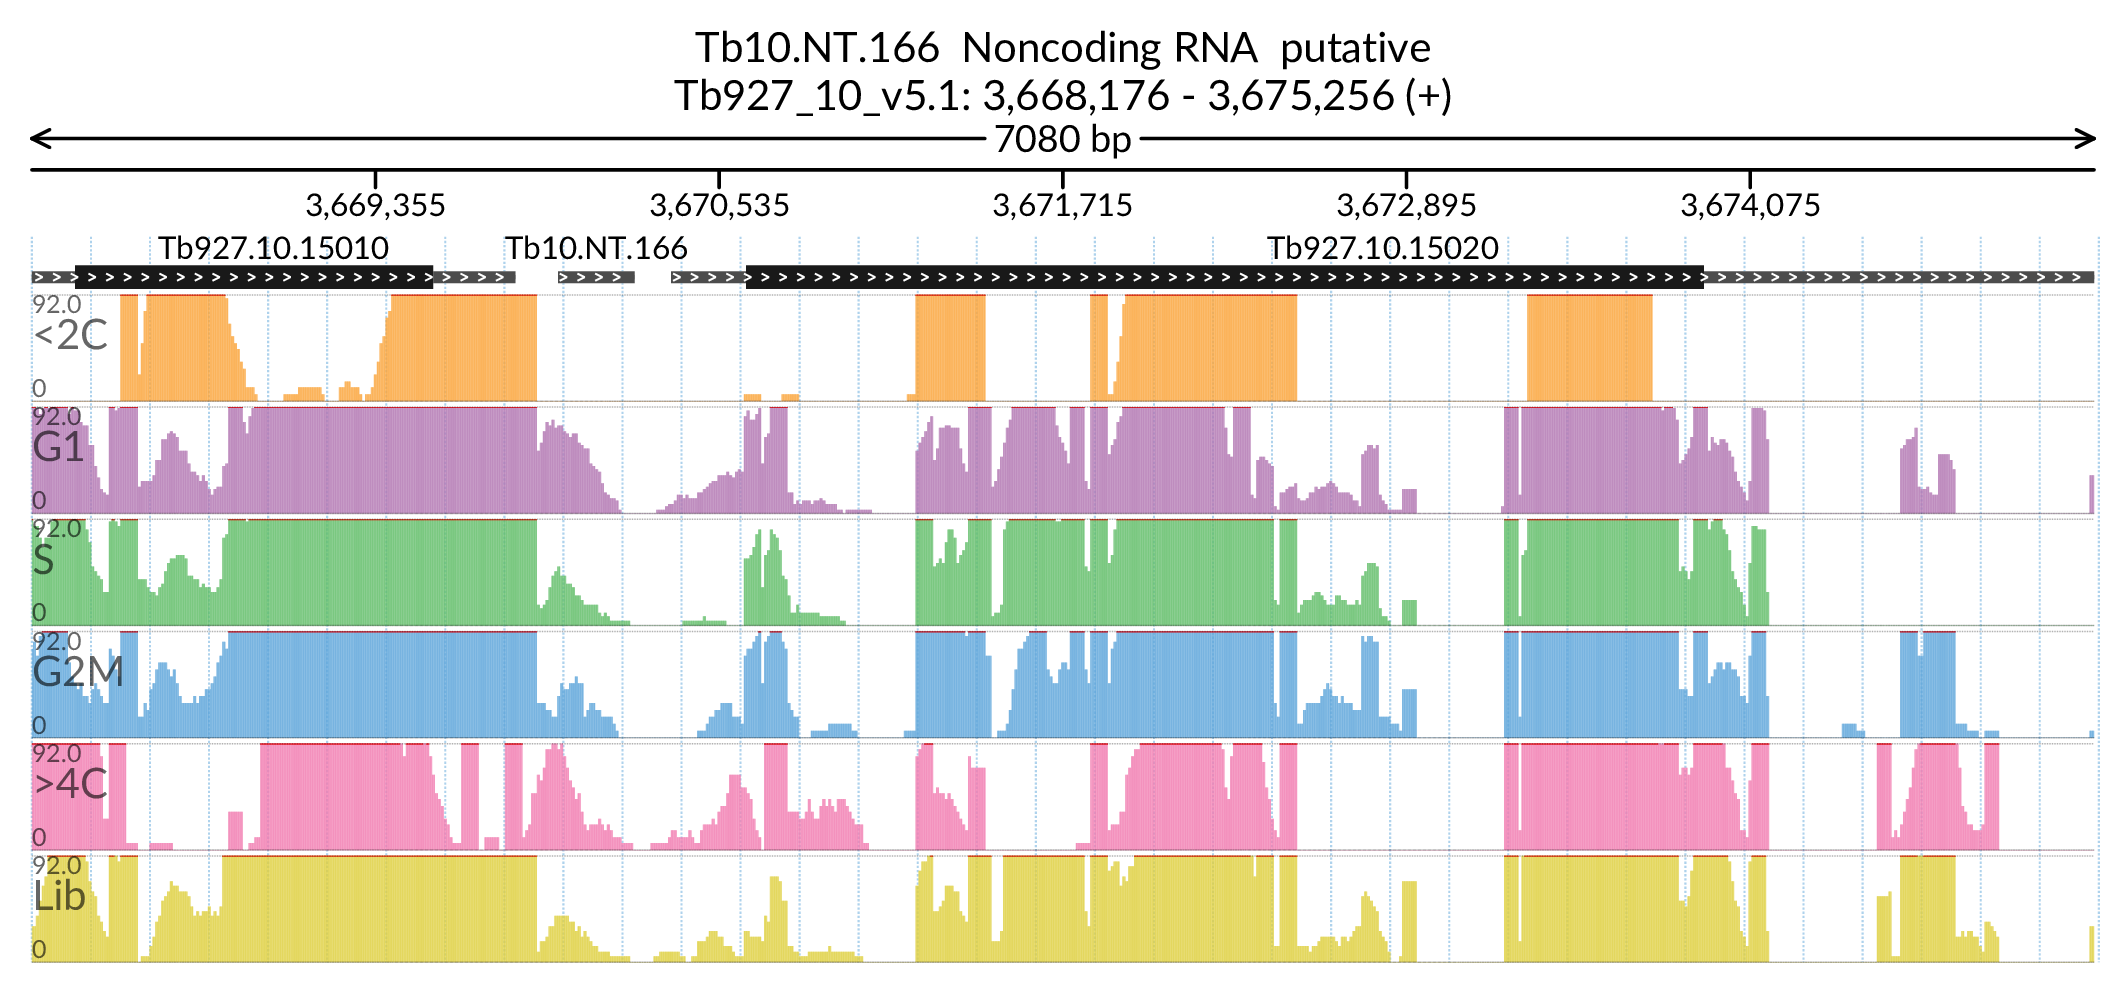 Tb10.NT.166 Noncoding RNA putative
Tb927_10_v5.1: 3,668,176 - 3,675,256 (+)
7080 bp
3,669,355 3,670,535 3,671,715 3,672,895 3,674,075
Tb927.10.15010 Tb10.NT.166 Tb927.10.15020
92.0
<2C
0
92.0
G1
0
92.0
S
0
92.0
G2M
0
92.0
>4C
0
92.0
Lib
0